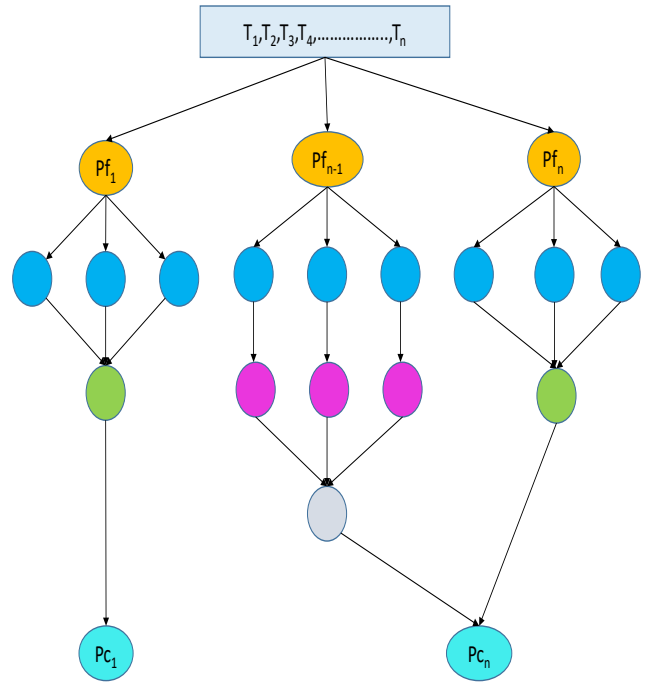 T₁,T₂,T₃,T₄,………………..,Tₙ
Pf₁
Pfₙ₋₁
Pfₙ
Pc₁
Pcₙ